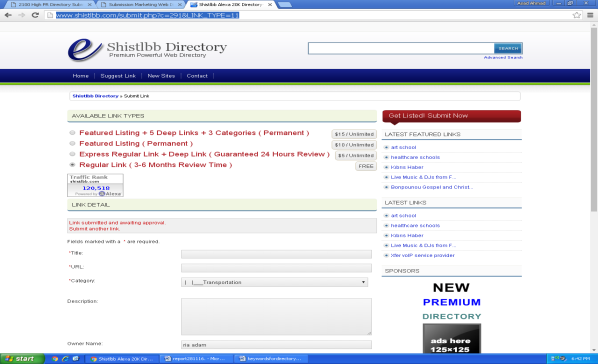 2100 High PR Directory Sub
Submission Marketing Web D
Shistlbb Alexa 20K Directory
www.shistlbb.com/submit.php?c=291&LINK_TYPE=11
Shistlbb Directory
Premium Powerful Web Directory
SEARCH
Advanced Search
Home | Suggest Link | New Sites | Contact
Shistlbb Directory » Submit Link
AVAILABLE LINK TYPES
Featured Listing + 5 Deep Links + 3 Categories ( Permanent ) $15 / Unlimited
Featured Listing ( Permanent ) $10 / Unlimited
Express Regular Link + Deep Link ( Guaranteed 24 Hours Review ) $5 / Unlimited
Regular Link ( 3-6 Months Review Time ) FREE
Traffic Rank
shistlbb.com
120,518
Powered by Alexa
LINK DETAIL
Link submitted and awaiting approval.
Submit another link.
Fields marked with a * are required.
*Title:
*URL:
*Category: | |___Transportation
Description:
Owner Name: na adam
Get Listed! Submit Now
LATEST FEATURED LINKS
art school
healthcare schools
Kibris Haber
Live Music & DJs from F...
Bonpounou Gospel and Christ...
LATEST LINKS
art school
healthcare schools
Kibris Haber
Live Music & DJs from F...
Xfer voIP service provider
SPONSORS
NEW
PREMIUM
DIRECTORY
ads here
125×125
start
Shistlbb Alexa 20K Dir...
6:42 PM